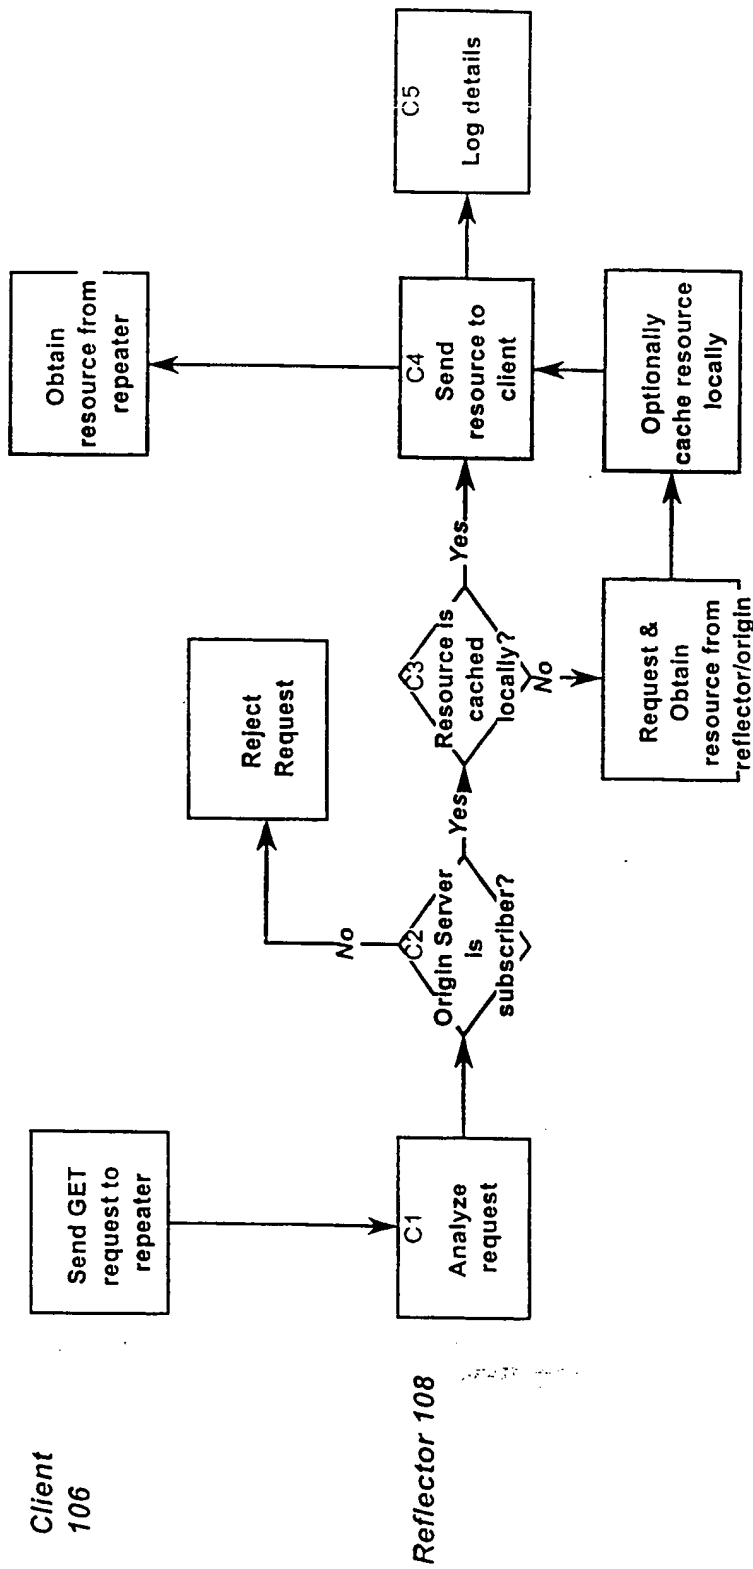 Client
106
Send GET
request to
repeater
Obtain
resource from
repeater
Reject
Request
Reflector 108
C1
Analyze
request
C2
Origin Server
is
subscriber?
No
Yes
C3
Resource is
cached
locally?
Yes
No
C4
Send
resource to
client
C5
Log details
Request &
Obtain
resource from
reflector/origin
Optionally
cache resource
locally